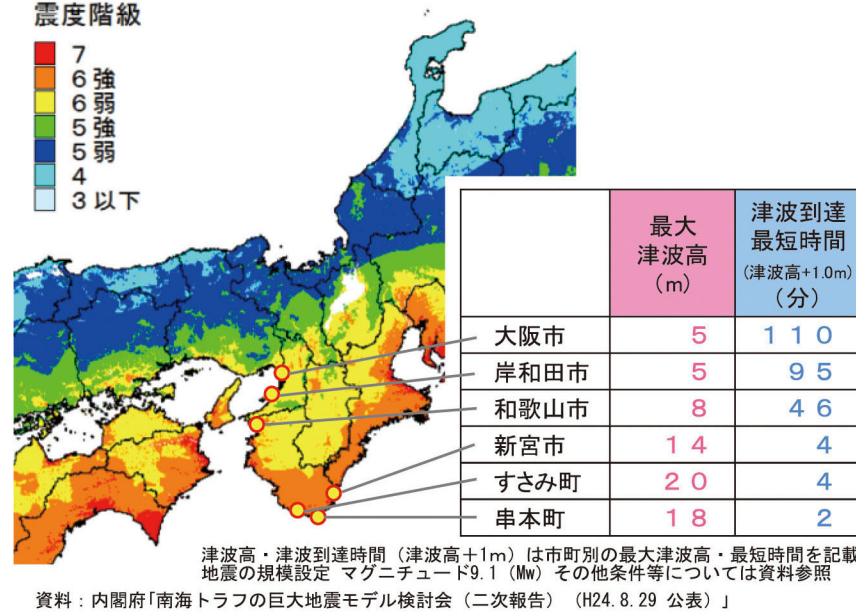 震度階級
7
6強
6弱
5強
5弱
4
3以下
最大
津波高
(m)
津波到達
最短時間
(津波高+1.0m)
(分)
大阪市 5 110
岸和田市 5 95
和歌山市 8 46
新宮市 14 4
すさみ町 20 4
串本町 18 2
津波高・津波到達時間(津波高+1m)は市町別の最大津波高・最短時間を記載
地震の規模設定 マグニチュード9.1(Mw)その他条件等については資料参照
資料:内閣府「南海トラフの巨大地震モデル検討会(二次報告)(H24.8.29 公表)」